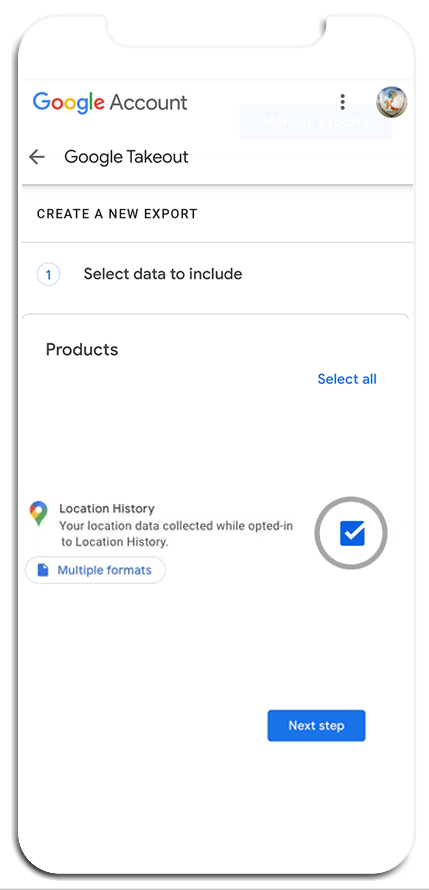 Google Account
Manage exports
Google Takeout
CREATE A NEW EXPORT
1 Select data to include
Products
Select all
Location History
Your location data collected while opted-in
to Location History.
Multiple formats
Next step